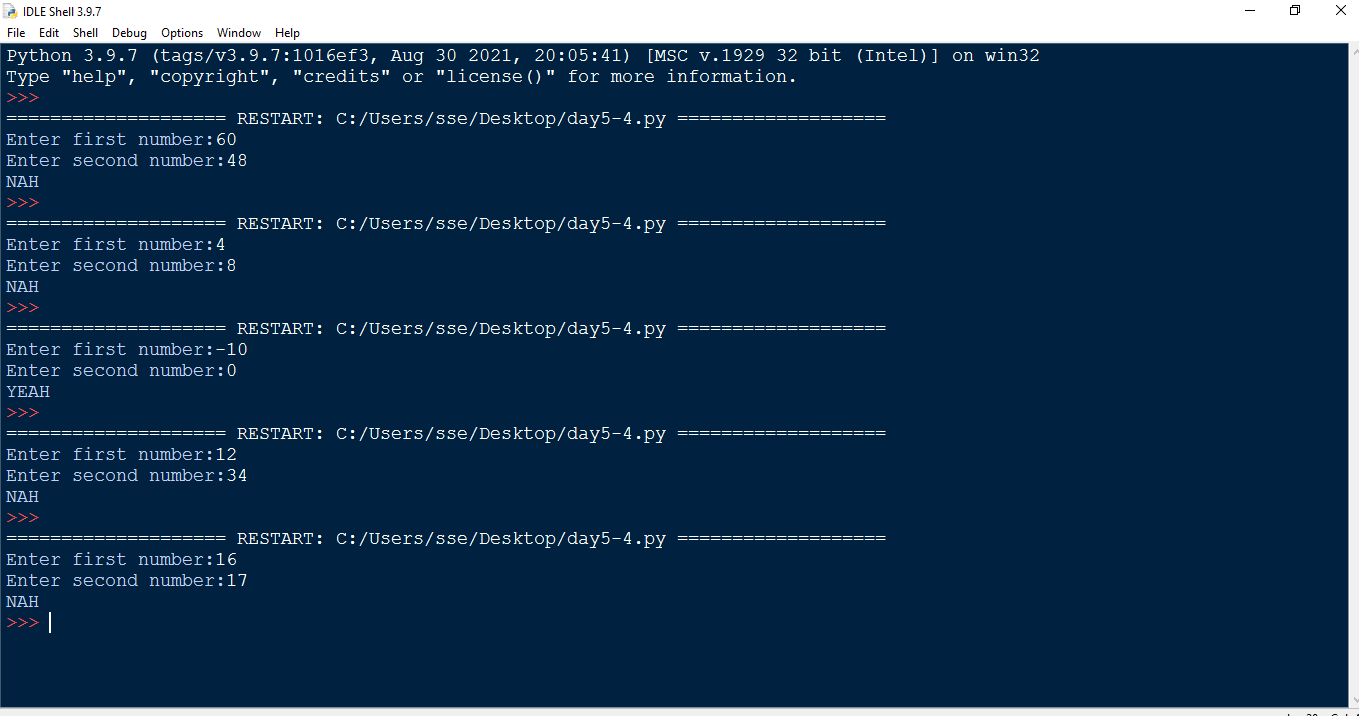 IDLE Shell 3.9.7
File Edit Shell Debug Options Window Help
Python 3.9.7 (tags/v3.9.7:1016ef3, Aug 30 2021, 20:05:41) [MSC v.1929 32 bit (Intel)] on win32
Type "help", "copyright", "credits" or "license()" for more information.
>>>
==================== RESTART: C:/Users/sse/Desktop/day5-4.py ===================
Enter first number:60
Enter second number:48
NAH
>>>
==================== RESTART: C:/Users/sse/Desktop/day5-4.py ===================
Enter first number:4
Enter second number:8
NAH
>>>
==================== RESTART: C:/Users/sse/Desktop/day5-4.py ===================
Enter first number:-10
Enter second number:0
YEAH
>>>
==================== RESTART: C:/Users/sse/Desktop/day5-4.py ===================
Enter first number:12
Enter second number:34
NAH
>>>
==================== RESTART: C:/Users/sse/Desktop/day5-4.py ===================
Enter first number:16
Enter second number:17
NAH
>>>